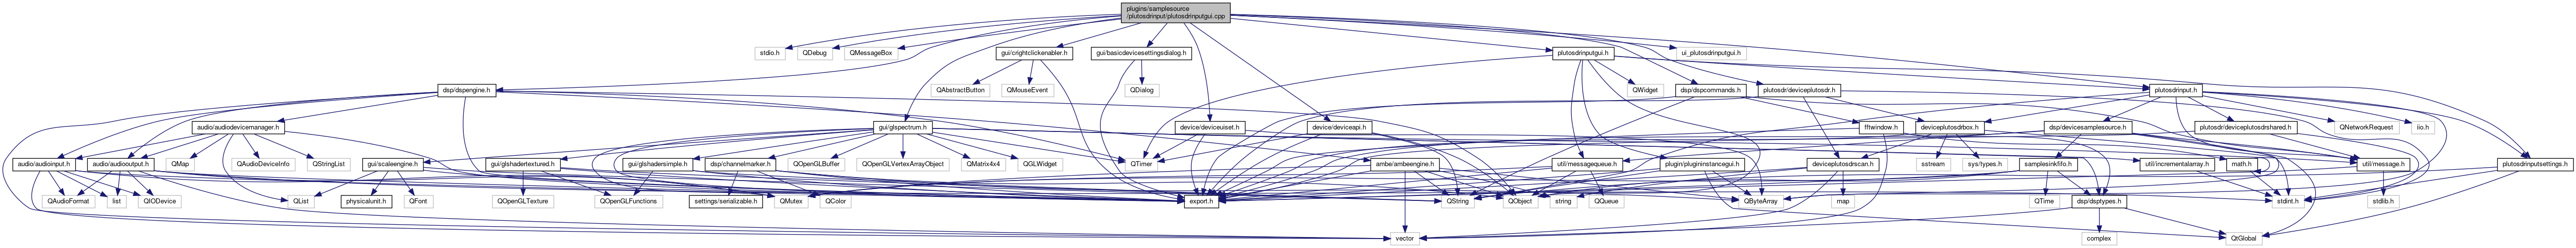 plugins/samplesource
/plutosdrinput/plutosdrinputgui.cpp
stdio.h
QDebug
QMessageBox
gui/crightclickenabler.h
gui/basicdevicesettingsdialog.h
plutosdrinputgui.h
ui_plutosdrinputgui.h
dsp/dspengine.h
QAbstractButton
QMouseEvent
QDialog
QWidget
dsp/dspcommands.h
plutosdr/deviceplutosdr.h
plutosdrinput.h
audio/audiodevicemanager.h
gui/glspectrum.h
device/deviceuiset.h
device/deviceapi.h
fftwindow.h
deviceplutosdrbox.h
dsp/devicesamplesource.h
plutosdr/deviceplutosdrshared.h
QNetworkRequest
iio.h
audio/audioinput.h
audio/audiooutput.h
QMap
QAudioDeviceInfo
QStringList
gui/scaleengine.h
gui/glshadertextured.h
gui/glshadersimple.h
dsp/channelmarker.h
QOpenGLBuffer
QOpenGLVertexArrayObject
QMatrix4x4
QGLWidget
QTimer
ambe/ambeengine.h
util/messagequeue.h
plugin/plugininstancegui.h
deviceplutosdrscan.h
sstream
sys/types.h
samplesinkfifo.h
util/incrementalarray.h
math.h
util/message.h
plutosdrinputsettings.h
QAudioFormat
list
QIODevice
QList
physicalunit.h
QFont
QOpenGLTexture
QOpenGLFunctions
settings/serializable.h
QColor
QMutex
export.h
QString
QObject
string
QQueue
QByteArray
map
QTime
dsp/dsptypes.h
stdint.h
stdlib.h
vector
complex
QtGlobal